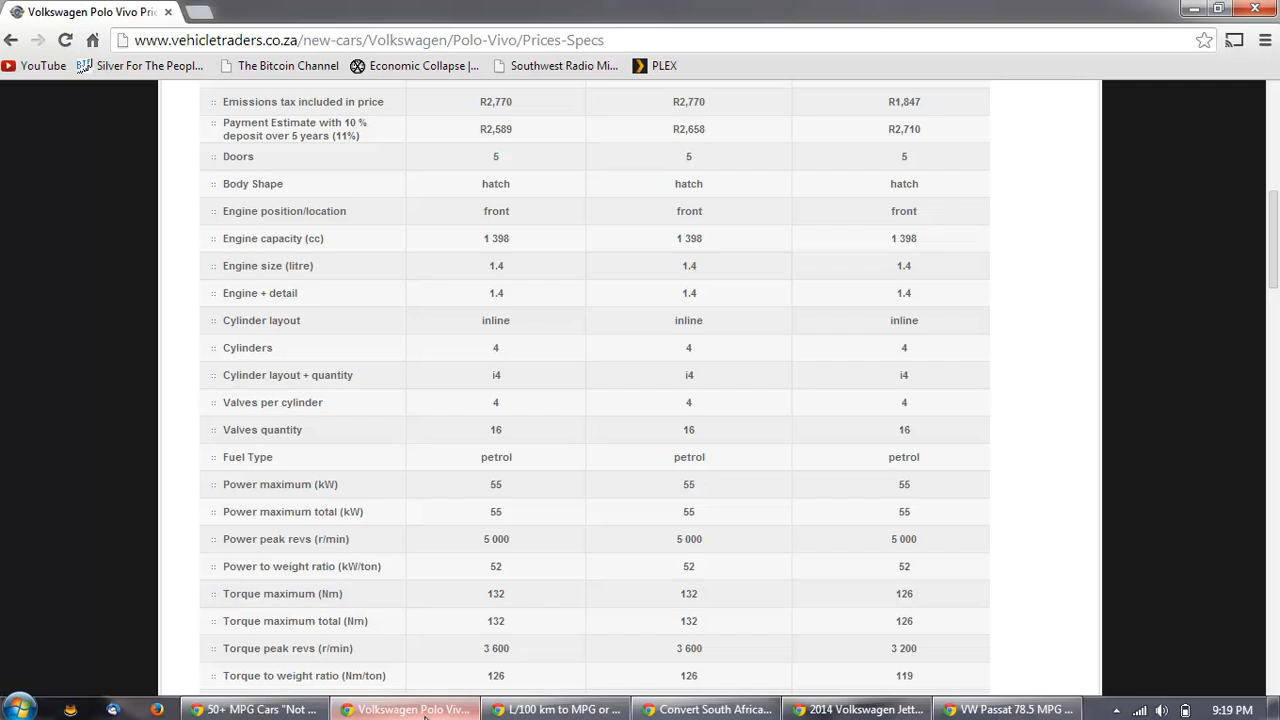 Volkswagen Polo Vivo Pri
www.vehicletraders.co.za/new-cars/Volkswagen/Polo-Vivo/Prices-Specs
YouTube Silver For The Peopl... The Bitcoin Channel Economic Collapse |... Southwest Radio Mi... PLEX
:: Emissions tax included in price R2,770 R2,770 R1,847
:: Payment Estimate with 10 %
deposit over 5 years (11%) R2,589 R2,658 R2,710
:: Doors 5 5 5
:: Body Shape hatch hatch hatch
:: Engine position/location front front front
:: Engine capacity (cc) 1 398 1 398 1 398
:: Engine size (litre) 1.4 1.4 1.4
:: Engine + detail 1.4 1.4 1.4
:: Cylinder layout inline inline inline
:: Cylinders 4 4 4
:: Cylinder layout + quantity i4 i4 i4
:: Valves per cylinder 4 4 4
:: Valves quantity 16 16 16
:: Fuel Type petrol petrol petrol
:: Power maximum (kW) 55 55 55
:: Power maximum total (kW) 55 55 55
:: Power peak revs (r/min) 5 000 5 000 5 000
:: Power to weight ratio (kW/ton) 52 52 52
:: Torque maximum (Nm) 132 132 126
:: Torque maximum total (Nm) 132 132 126
:: Torque peak revs (r/min) 3 600 3 600 3 200
:: Torque to weight ratio (Nm/ton) 126 126 119
50+ MPG Cars "Not ... Volkswagen Polo Viv... L/100 km to MPG or ... Convert South Africa... 2014 Volkswagen Jett... VW Passat 78.5 MPG ... 9:19 PM